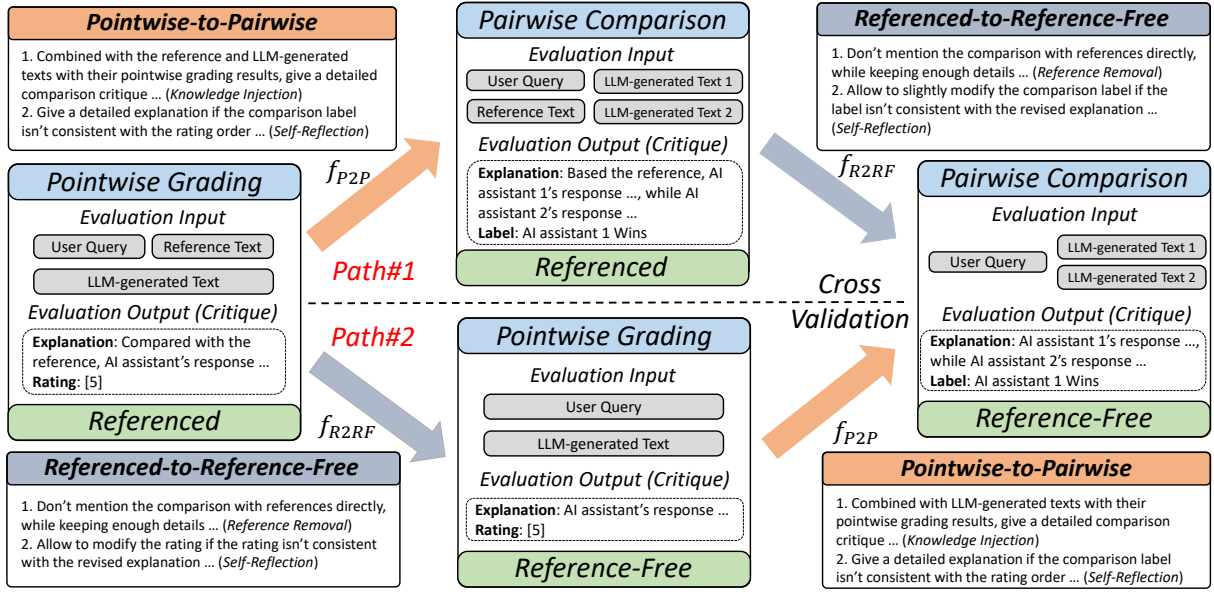 Pointwise-to-Pairwise
1. Combined with the reference and LLM-generated
texts with their pointwise grading results, give a detailed
comparison critique … (Knowledge Injection)
2. Give a detailed explanation if the comparison label
isn't consistent with the rating order … (Self-Reflection)
Pairwise Comparison
Evaluation Input
User Query
LLM-generated Text 1
Reference Text
LLM-generated Text 2
Evaluation Output (Critique)
Explanation: Based the reference, AI
assistant 1's response …, while AI
assistant 2's response …
Label: AI assistant 1 Wins
Referenced
Referenced-to-Reference-Free
1. Don't mention the comparison with references directly,
while keeping enough details … (Reference Removal)
2. Allow to slightly modify the comparison label if the
label isn't consistent with the revised explanation …
(Self-Reflection)
f_{P2P}
f_{R2RF}
Pointwise Grading
Evaluation Input
User Query
Reference Text
LLM-generated Text
Evaluation Output (Critique)
Explanation: Compared with the
reference, AI assistant's response …
Rating: [5]
Referenced
Path#1
Path#2
Cross
Validation
Pointwise Grading
Evaluation Input
User Query
LLM-generated Text
Evaluation Output (Critique)
Explanation: AI assistant's response …
Rating: [5]
Reference-Free
Pairwise Comparison
Evaluation Input
User Query
LLM-generated Text 1
LLM-generated Text 2
Evaluation Output (Critique)
Explanation: AI assistant 1's response …,
while AI assistant 2's response …
Label: AI assistant 1 Wins
Reference-Free
f_{R2RF}
f_{P2P}
Referenced-to-Reference-Free
1. Don't mention the comparison with references directly,
while keeping enough details … (Reference Removal)
2. Allow to modify the rating if the rating isn't consistent
with the revised explanation … (Self-Reflection)
Pointwise-to-Pairwise
1. Combined with LLM-generated texts with their
pointwise grading results, give a detailed comparison
critique … (Knowledge Injection)
2. Give a detailed explanation if the comparison label
isn't consistent with the rating order … (Self-Reflection)